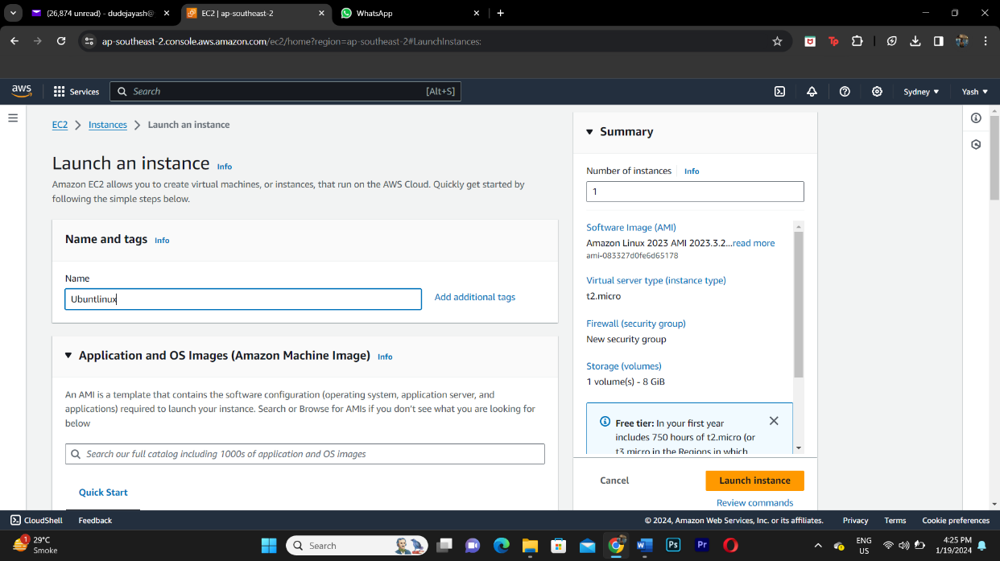 (26,874 unread) - dudejayash@
EC2 | ap-southeast-2
WhatsApp
ap-southeast-2.console.aws.amazon.com/ec2/home?region=ap-southeast-2#LaunchInstances:
aws
Services
Search
[Alt+S]
Sydney
Yash
EC2
Instances
Launch an instance
Launch an instance
Info
Amazon EC2 allows you to create virtual machines, or instances, that run on the AWS Cloud. Quickly get started by
following the simple steps below.
Name and tags
Info
Name
Ubuntlinux
Add additional tags
Application and OS Images (Amazon Machine Image)
Info
An AMI is a template that contains the software configuration (operating system, application server, and
applications) required to launch your instance. Search or Browse for AMIs if you don't see what you are looking for
below
Search our full catalog including 1000s of application and OS images
Quick Start
Summary
Number of instances
Info
1
Software Image (AMI)
Amazon Linux 2023 AMI 2023.3.2...read more
ami-083327d0fe6d65178
Virtual server type (instance type)
t2.micro
Firewall (security group)
New security group
Storage (volumes)
1 volume(s) - 8 GiB
Free tier: In your first year
includes 750 hours of t2.micro (or
t3.micro in the Regions in which
Cancel
Launch instance
Review commands
CloudShell
Feedback
© 2024, Amazon Web Services, Inc. or its affiliates.
Privacy
Terms
Cookie preferences
1
29°C
Smoke
Search
W
Ps
Pr
ENG
US
4:25 PM
1/19/2024